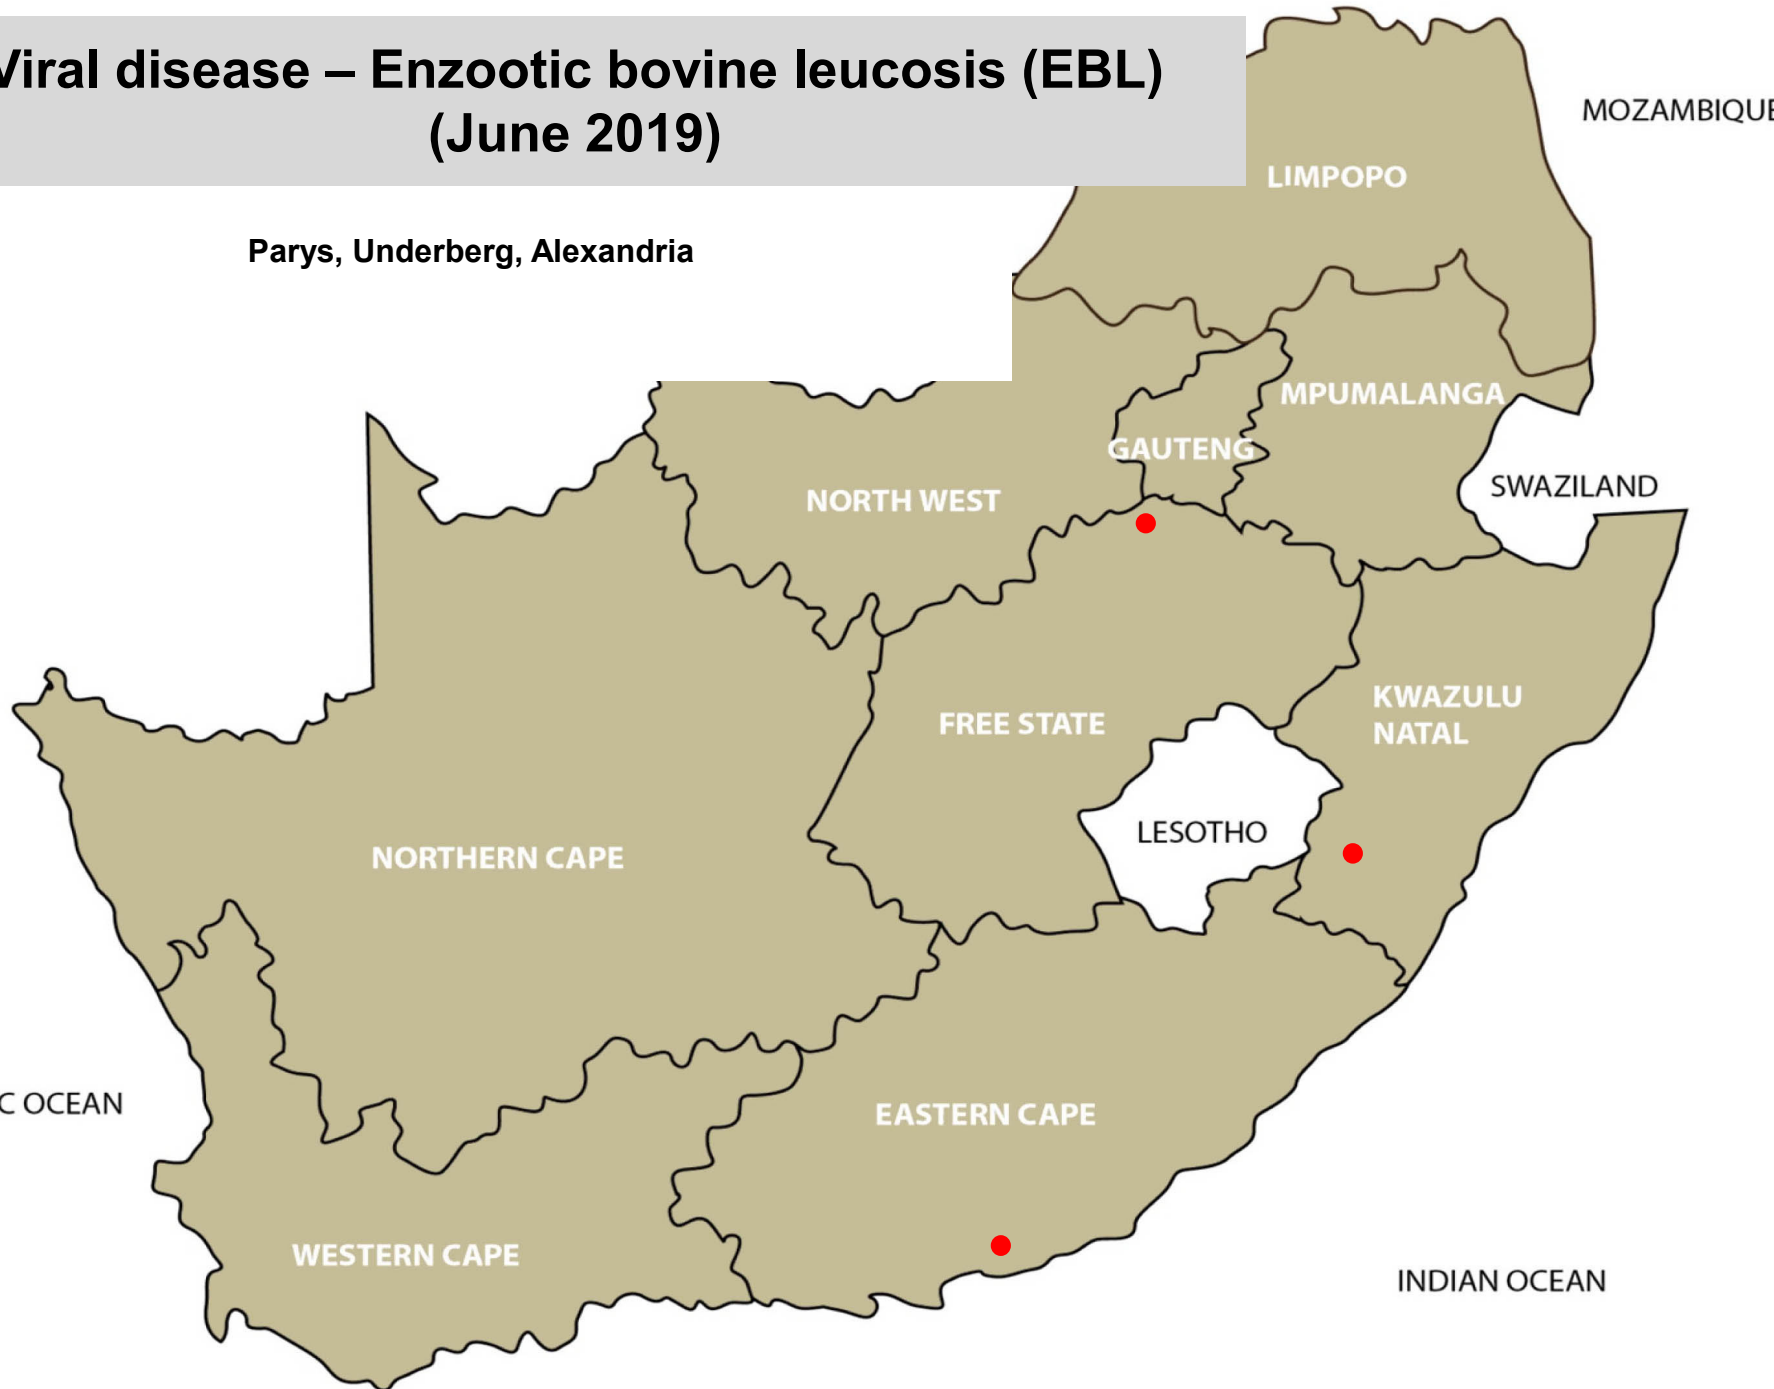 Viral disease – Enzootic bovine leucosis (EBL)
(June 2019)
MOZAMBIQUE
LIMPOPO
Parys, Underberg, Alexandria
MPUMALANGA
GAUTENG
SWAZILAND
NORTH WEST
KWAZULU
NATAL
FREE STATE
LESOTHO
NORTHERN CAPE
C OCEAN
EASTERN CAPE
WESTERN CAPE
INDIAN OCEAN